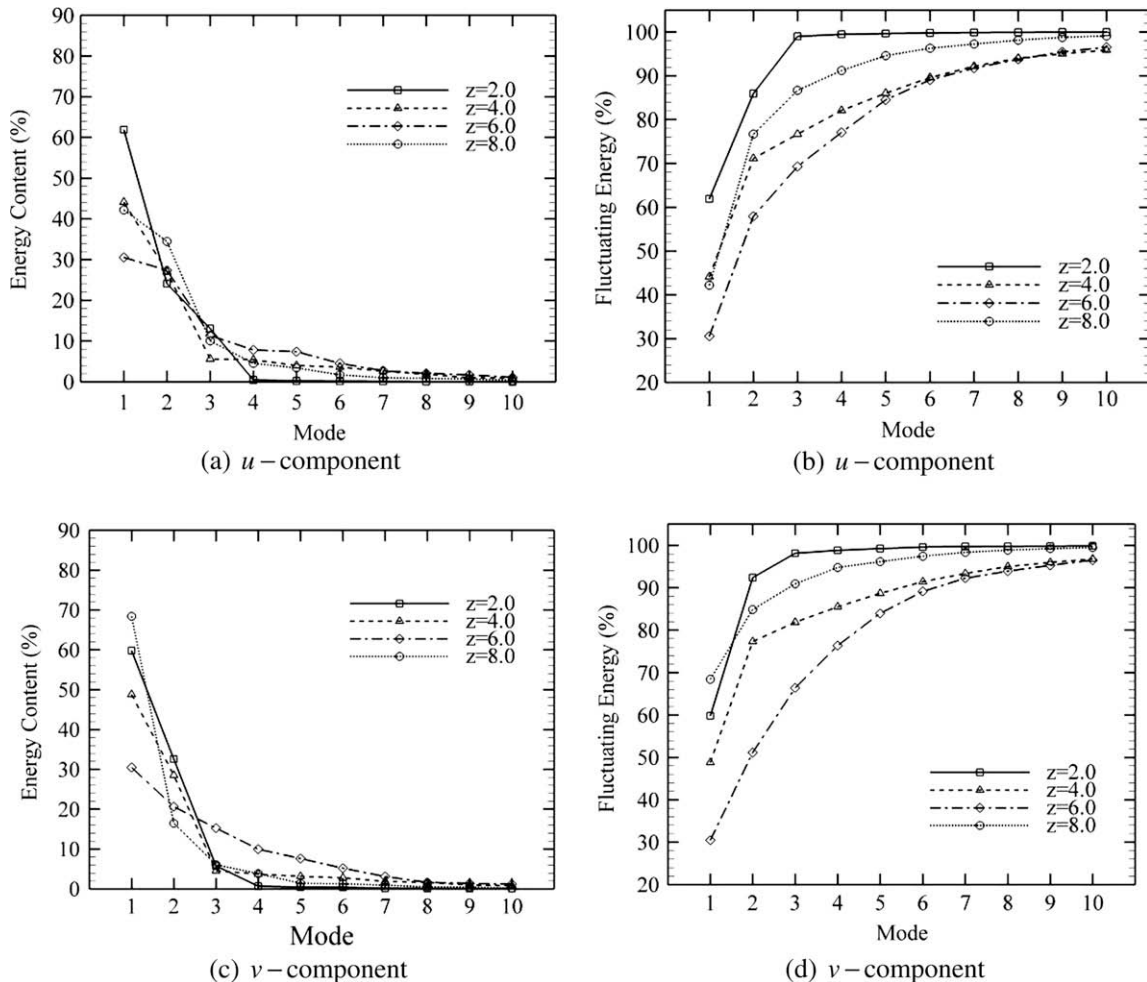 90
80
70
60
50
40
30
20
10
0
Energy Content (%)
z=2.0
z=4.0
z=6.0
z=8.0
1 2 3 4 5 6 7 8 9 10
Mode
(a) u−component
100
90
80
70
60
50
40
30
20
Fluctuating Energy (%)
z=2.0
z=4.0
z=6.0
z=8.0
1 2 3 4 5 6 7 8 9 10
Mode
(b) u−component
90
80
70
60
50
40
30
20
10
0
Energy Content (%)
z=2.0
z=4.0
z=6.0
z=8.0
1 2 3 4 5 6 7 8 9 10
Mode
(c) v−component
100
90
80
70
60
50
40
30
20
Fluctuating Energy (%)
z=2.0
z=4.0
z=6.0
z=8.0
1 2 3 4 5 6 7 8 9 10
Mode
(d) v−component